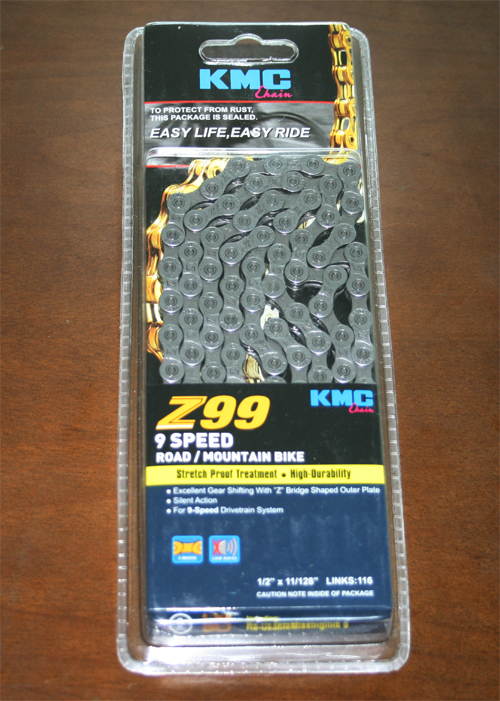 KMC
Chain
TO PROTECT FROM RUST,
THIS PACKAGE IS SEALED.
EASY LIFE,EASY RIDE
KMC
Chain
Z99
9 SPEED
ROAD / MOUNTAIN BIKE
Stretch Proof Treatment • High-Durability
• Excellent Gear Shifting With "Z" Bridge Shaped Outer Plate
• Silent Action
• For 9-Speed Drivetrain System
1/2" x 11/128" LINKS:116
CAUTION NOTE INSIDE OF PACKAGE